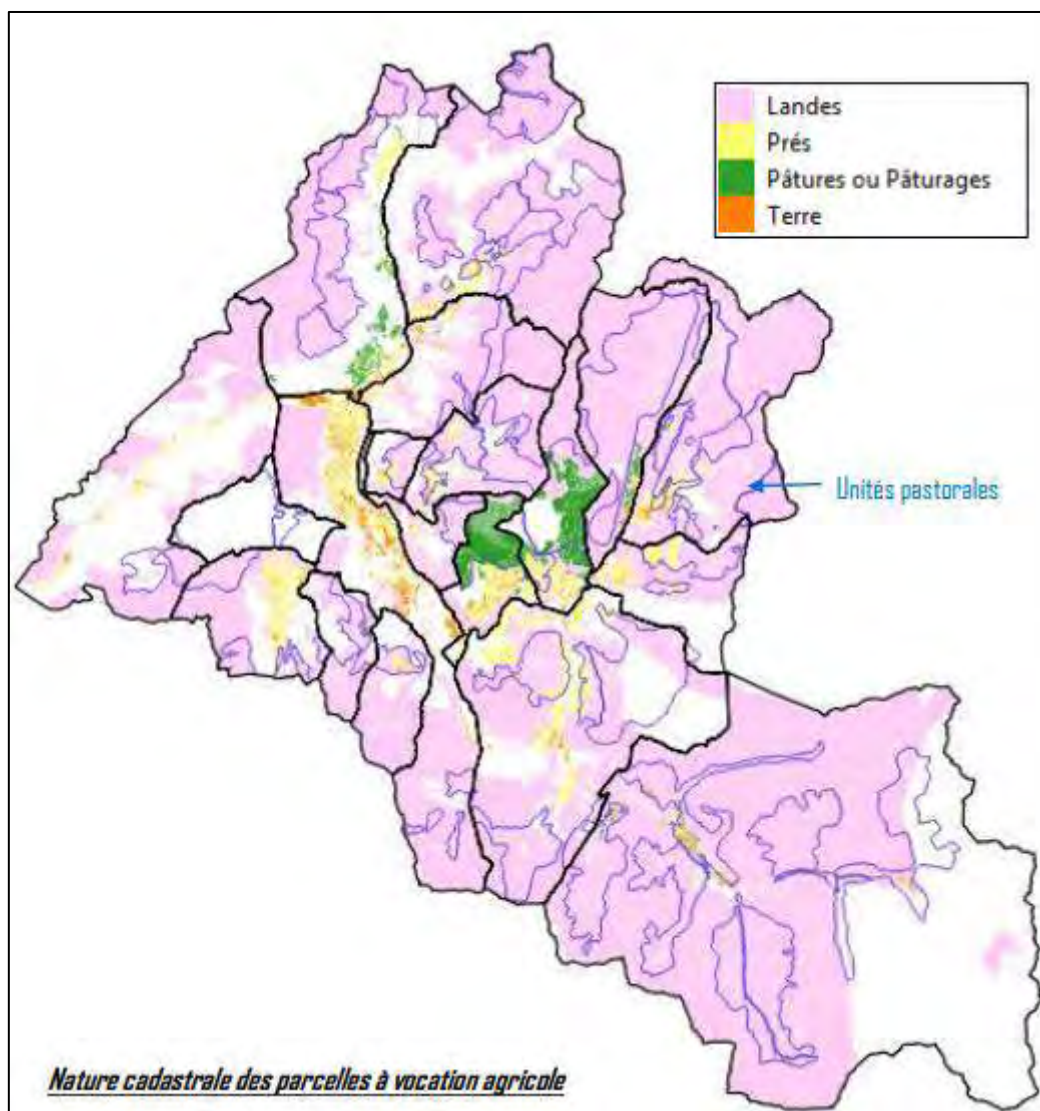 Landes
Prés
Pâtures ou Pâturages
Terre
Unités pastorales
Nature cadastrale des parcelles à vocation agricole